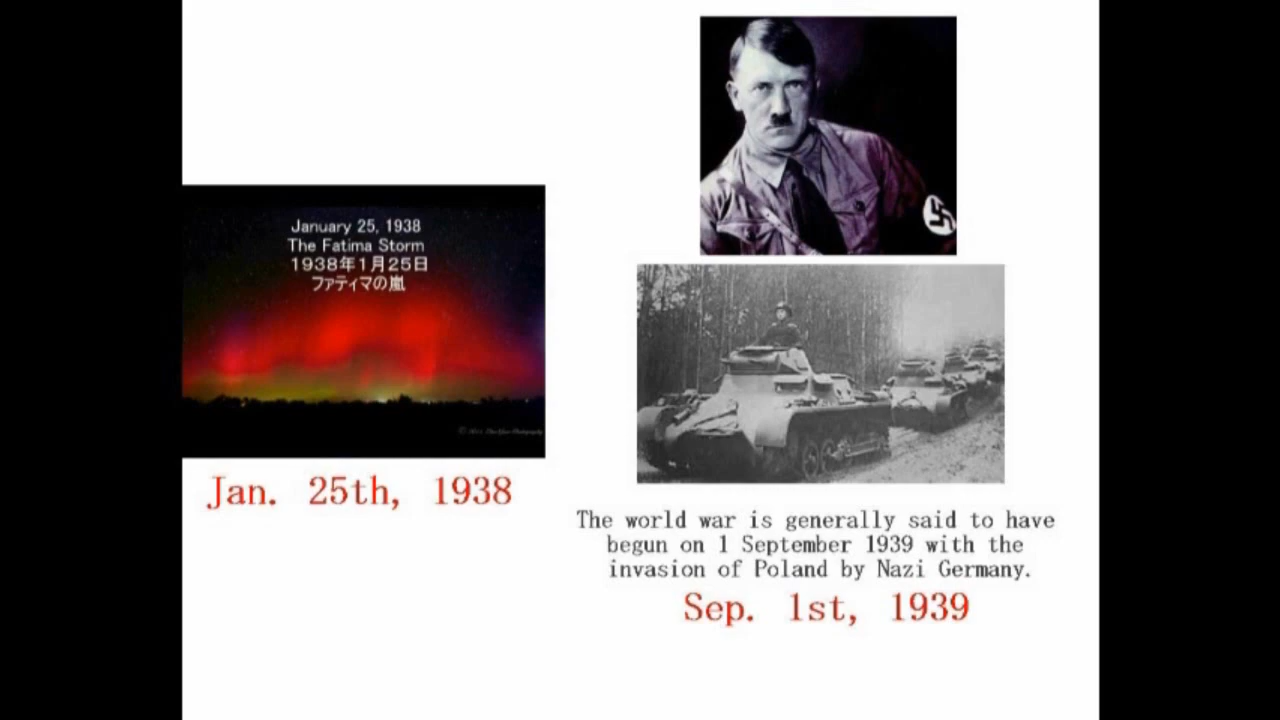 January 25, 1938
The Fatima Storm
1938年1月25日
ファティマの嵐
Jan. 25th, 1938
The world war is generally said to have
begun on 1 September 1939 with the
invasion of Poland by Nazi Germany.
Sep. 1st, 1939